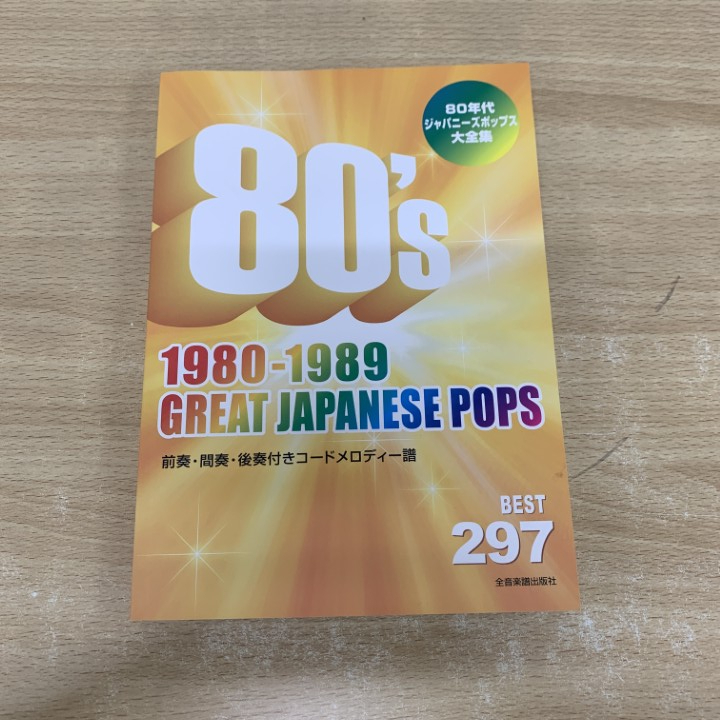 80年代
ジャパニーズポップス
大全集
80's
1980-1989
GREAT JAPANESE POPS
前奏・間奏・後奏付きコードメロディー譜
BEST
297
全音楽譜出版社